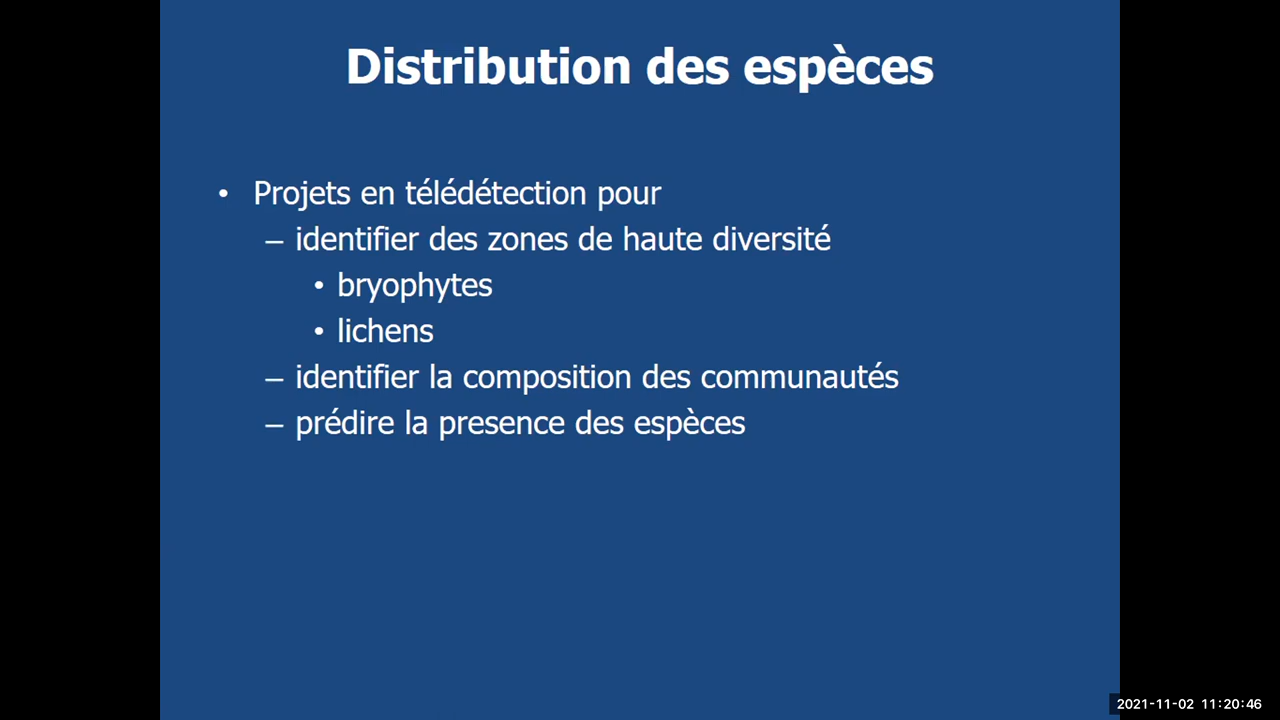 Distribution des espèces
• Projets en télédétection pour
– identifier des zones de haute diversité
• bryophytes
• lichens
– identifier la composition des communautés
– prédire la presence des espèces
2021-11-02 11:20:46